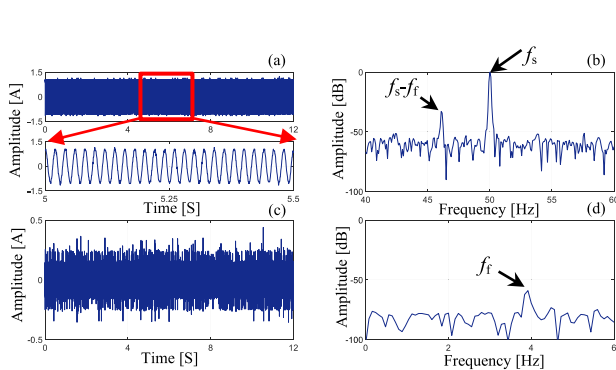 (a)
Amplitude [A]
1.5
0
-1.5
0
4
8
12
1.5
0
-1.5
5
5.25
5.5
Time [S]
(b)
fs
fs-ff
Amplitude [dB]
0
-50
-100
40
45
50
55
60
Frequency [Hz]
(c)
Amplitude [A]
0.5
0
-0.5
0
4
8
12
Time [S]
(d)
ff
Amplitude [dB]
0
-50
-100
0
2
4
6
Frequency [Hz]